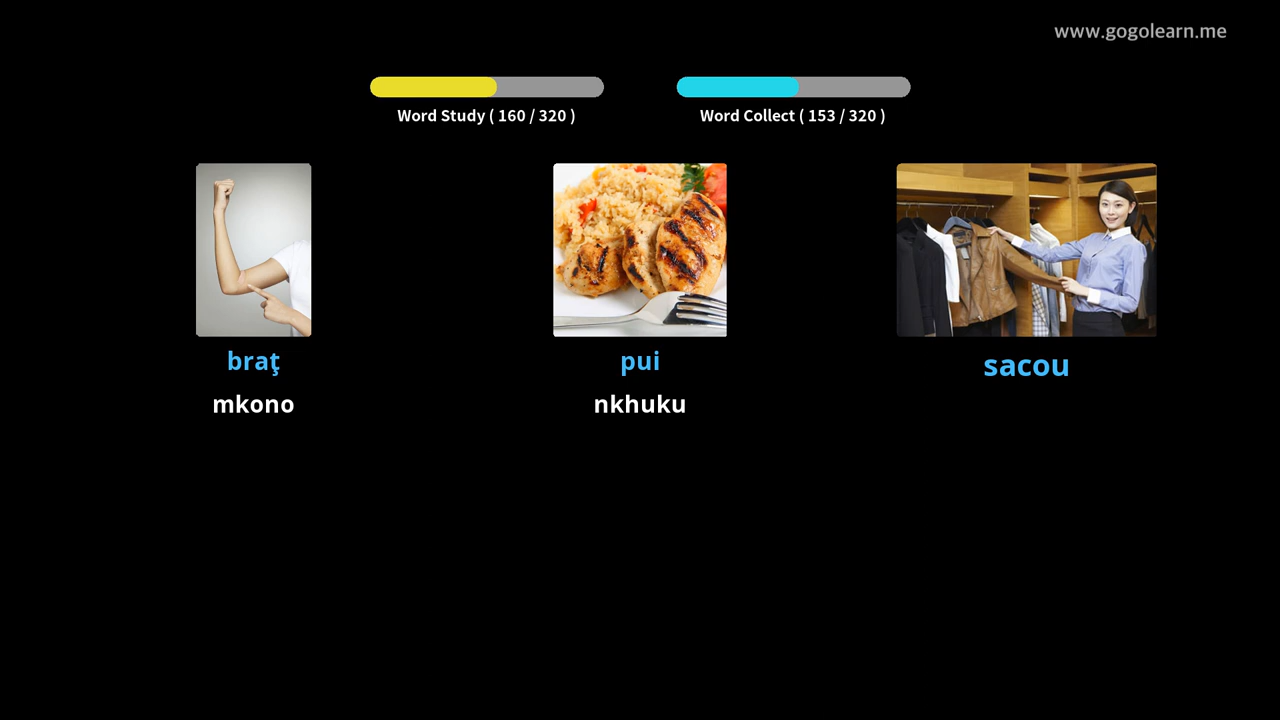 www.gogolearn.me
Word Study ( 160 / 320 )
Word Collect ( 153 / 320 )
braţ
pui
sacou
mkono
nkhuku